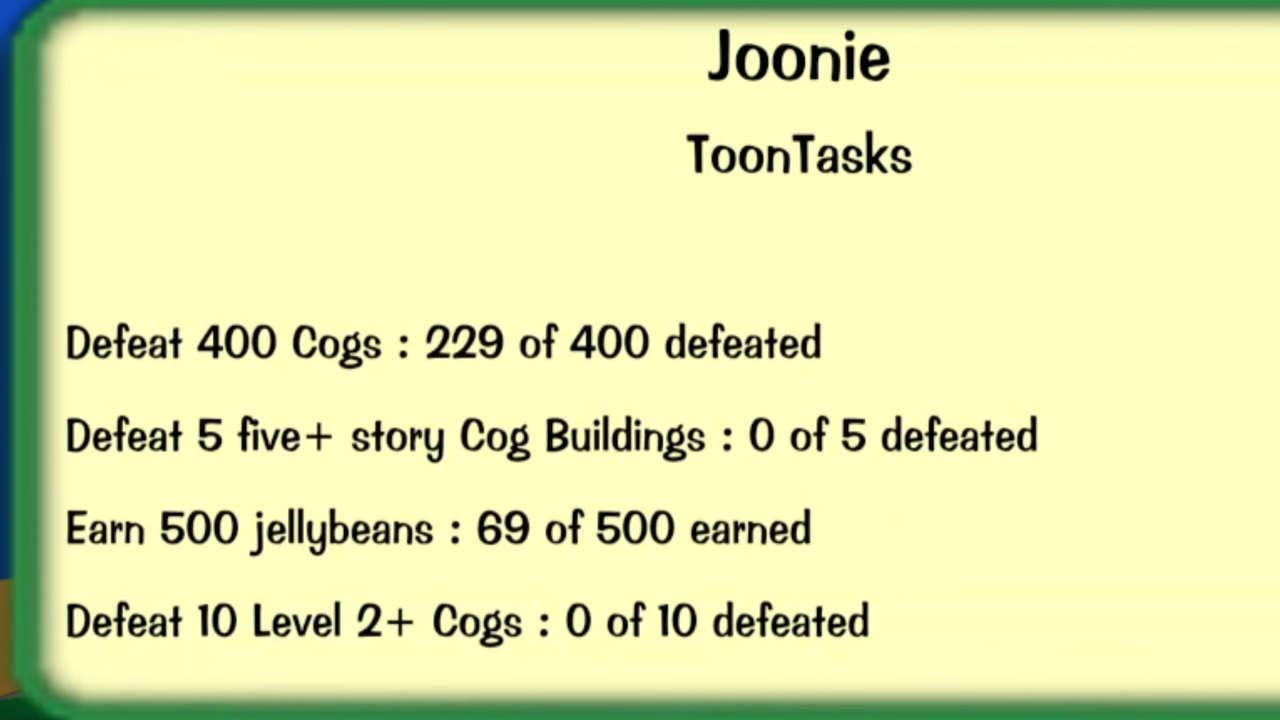 Joonie
ToonTasks
Defeat 400 Cogs : 229 of 400 defeated
Defeat 5 five+ story Cog Buildings : 0 of 5 defeated
Earn 500 jellybeans : 69 of 500 earned
Defeat 10 Level 2+ Cogs : 0 of 10 defeated